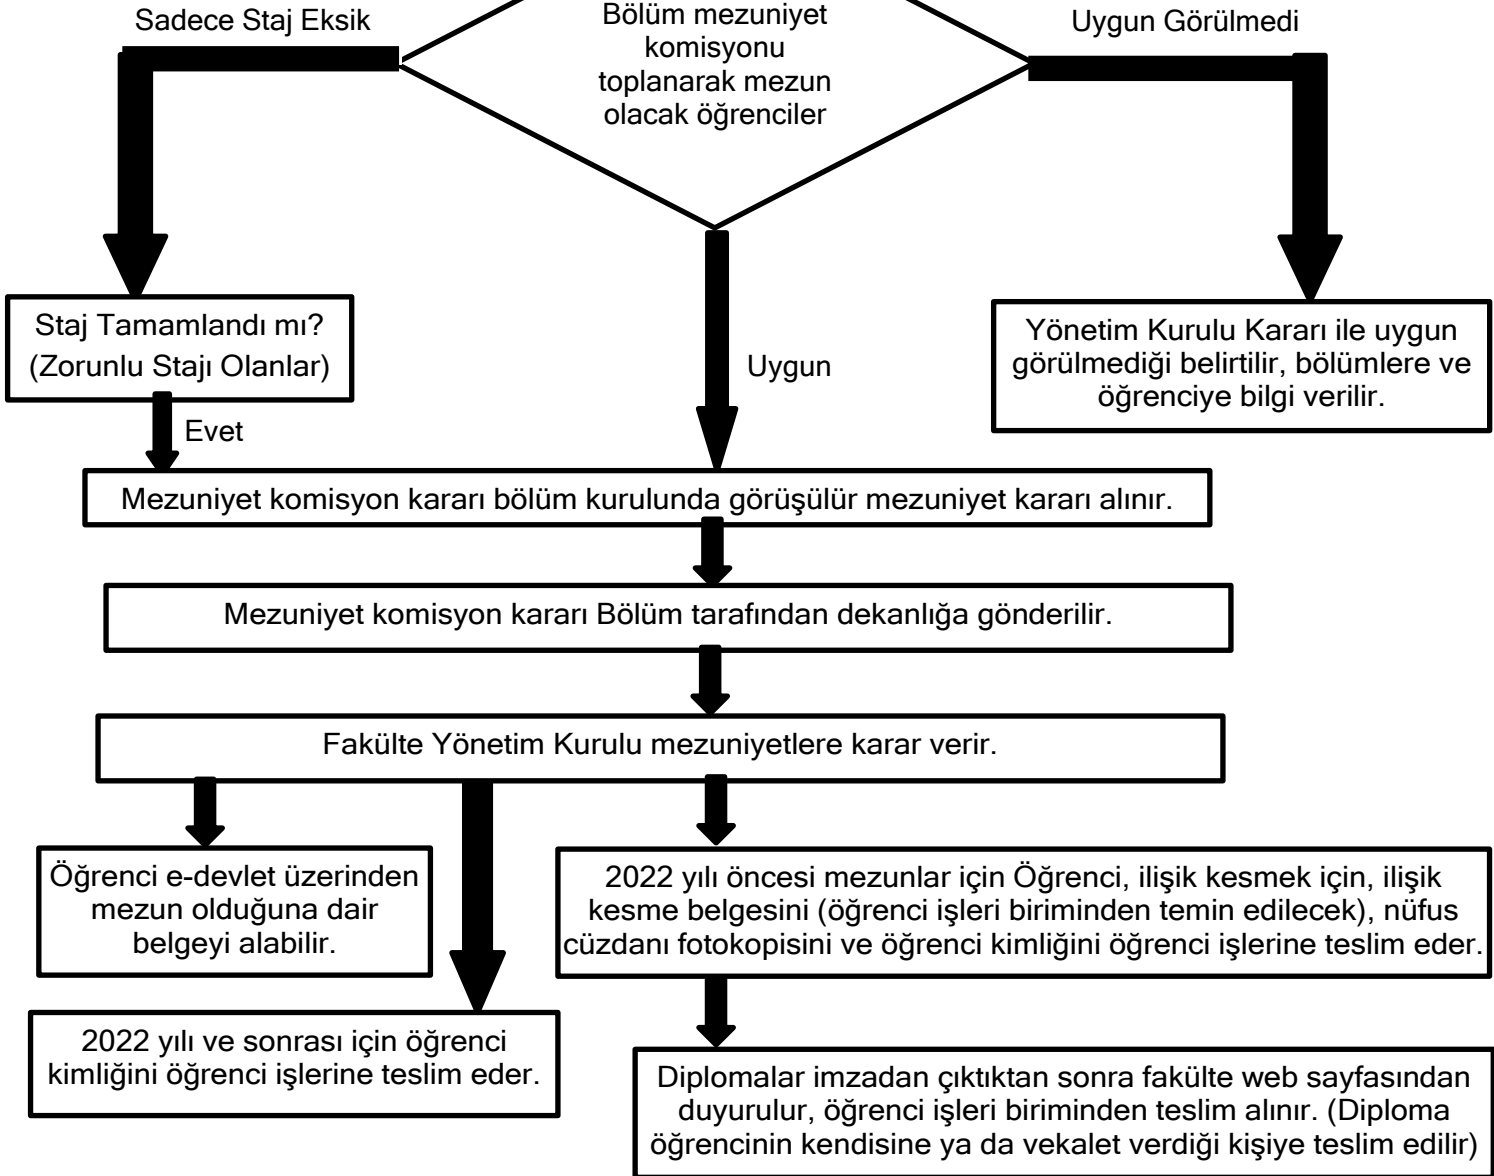 Sadece Staj Eksik
Bölüm mezuniyet
komisyonu
toplanarak mezun
olacak öğrenciler
Uygun Görülmedi
Staj Tamamlandı mı?
(Zorunlu Stajı Olanlar)
Uygun
Yönetim Kurulu Kararı ile uygun
görülmediği belirtilir, bölümlere ve
öğrenciye bilgi verilir.
Evet
Mezuniyet komisyon kararı bölüm kurulunda görüşülür mezuniyet kararı alınır.
Mezuniyet komisyon kararı Bölüm tarafından dekanlığa gönderilir.
Fakülte Yönetim Kurulu mezuniyetlere karar verir.
Öğrenci e-devlet üzerinden
mezun olduğuna dair
belgeyi alabilir.
2022 yılı öncesi mezunlar için Öğrenci, ilişik kesmek için, ilişik
kesme belgesini (öğrenci işleri biriminden temin edilecek), nüfus
cüzdanı fotokopisini ve öğrenci kimliğini öğrenci işlerine teslim eder.
2022 yılı ve sonrası için öğrenci
kimliğini öğrenci işlerine teslim eder.
Diplomalar imzadan çıktıktan sonra fakülte web sayfasından
duyurulur, öğrenci işleri biriminden teslim alınır. (Diploma
öğrencinin kendisine ya da vekalet verdiği kişiye teslim edilir)